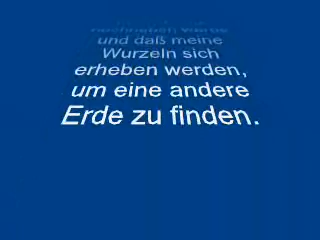 und daß meine
Wurzeln sich
erheben werden,
um eine andere
Erde zu finden.